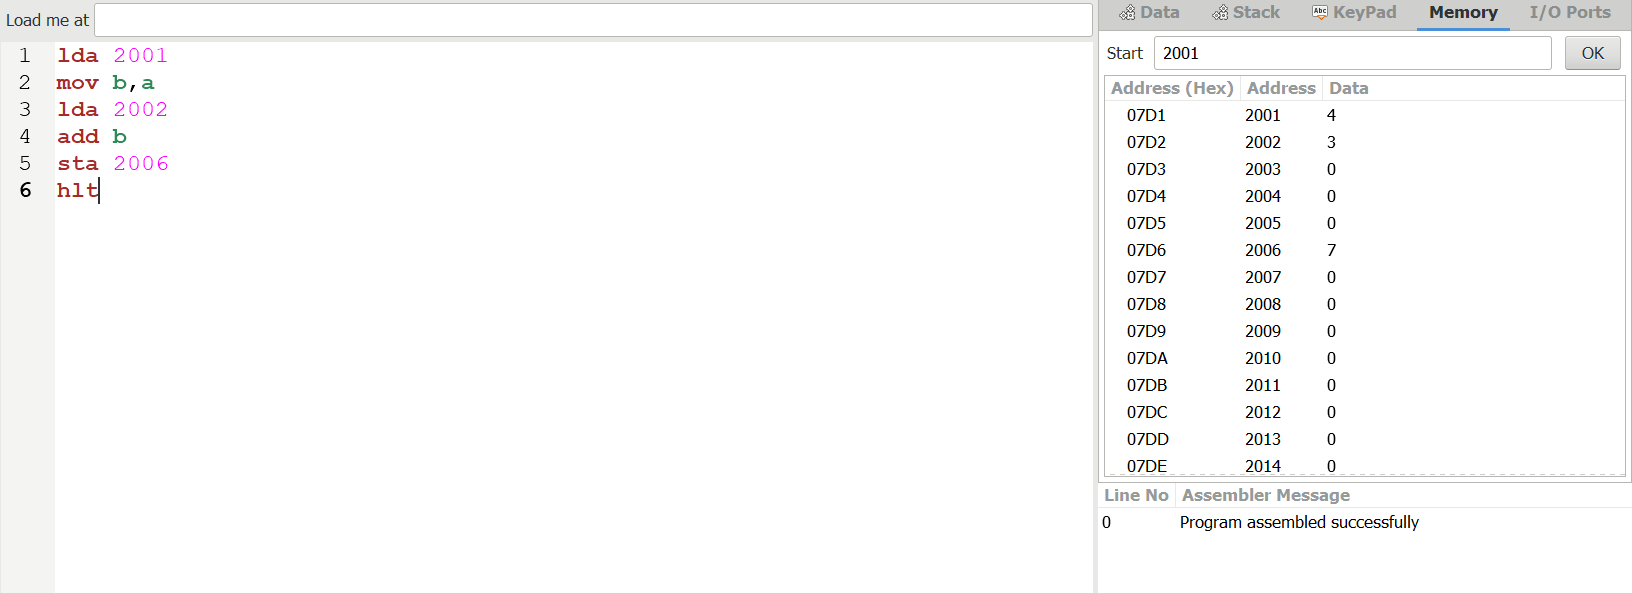 Load me at
1 lda 2001
2 mov b,a
3 lda 2002
4 add b
5 sta 2006
6 hlt
Data Stack Abc KeyPad Memory I/O Ports
Start 2001 OK
Address (Hex) Address Data
07D1 2001 4
07D2 2002 3
07D3 2003 0
07D4 2004 0
07D5 2005 0
07D6 2006 7
07D7 2007 0
07D8 2008 0
07D9 2009 0
07DA 2010 0
07DB 2011 0
07DC 2012 0
07DD 2013 0
07DE 2014 0
Line No Assembler Message
0 Program assembled successfully